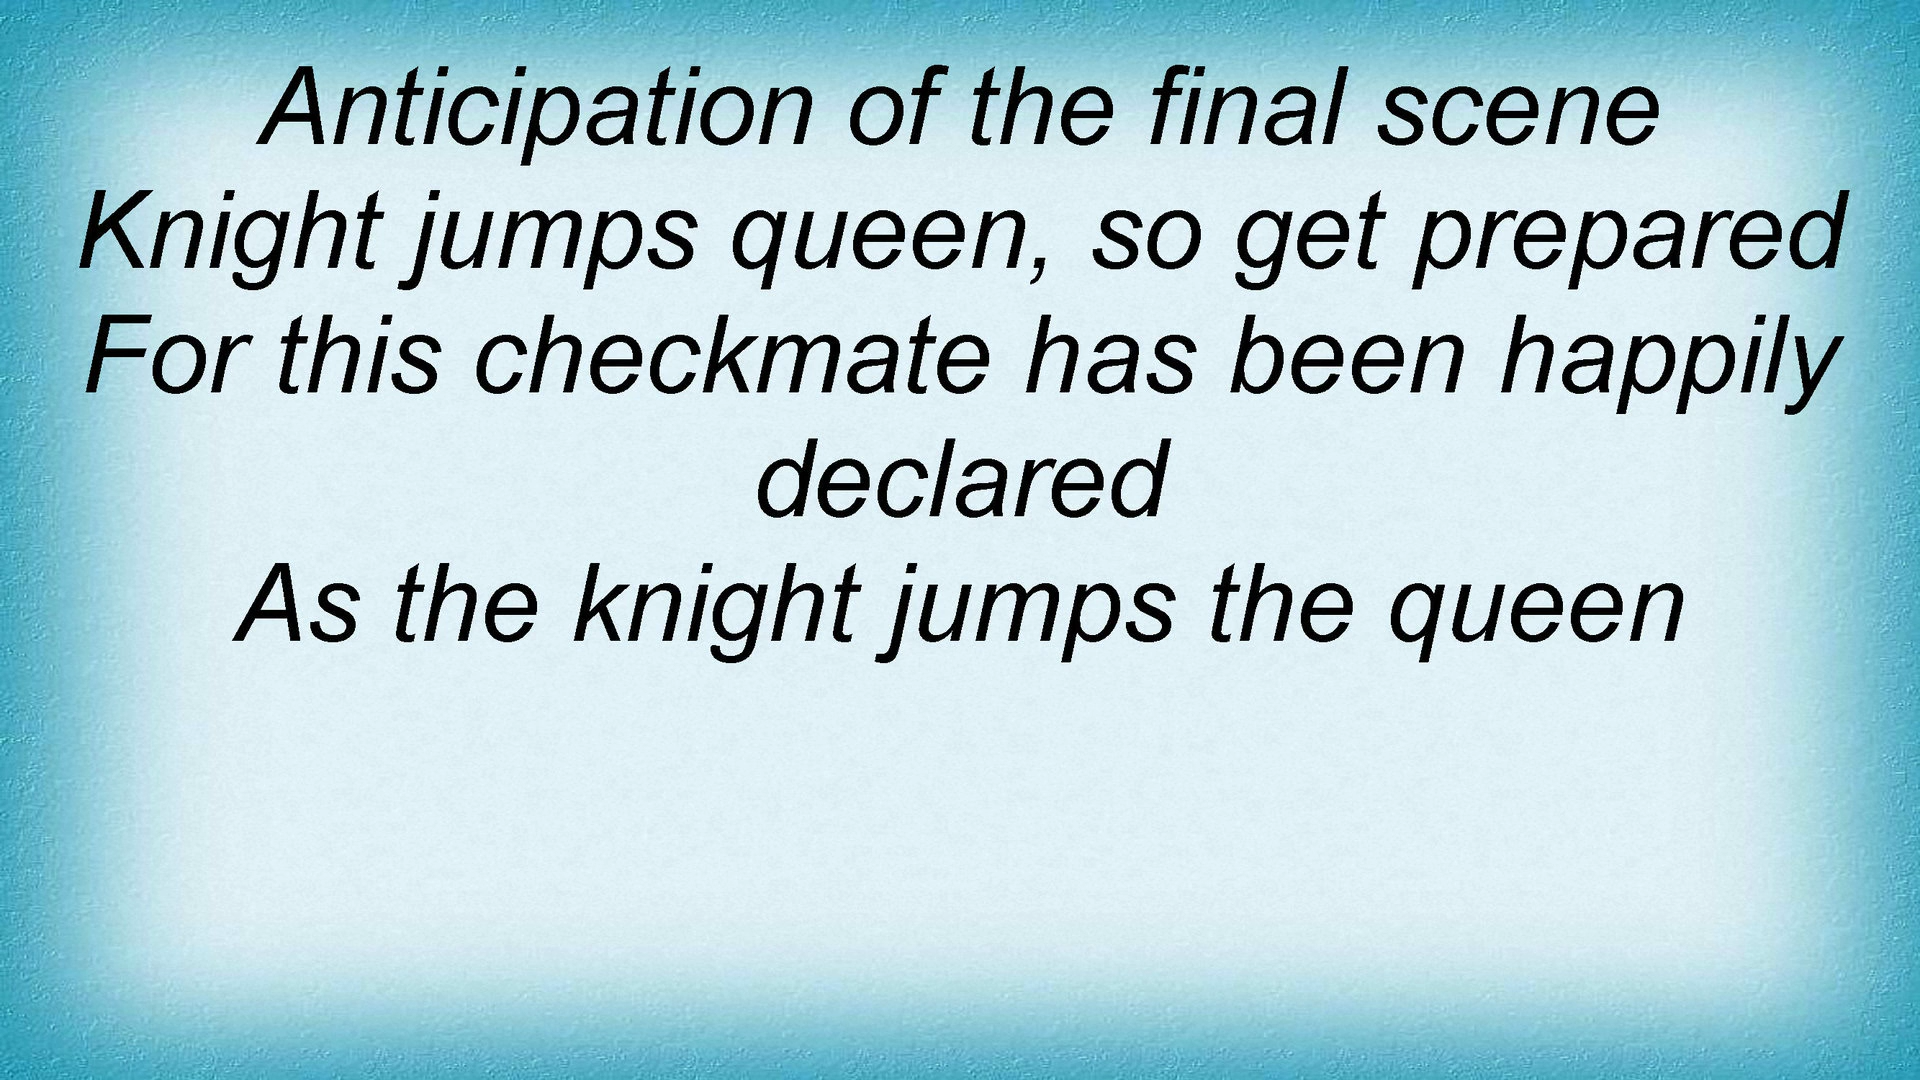 Anticipation of the final scene
Knight jumps queen, so get prepared
For this checkmate has been happily
declared
As the knight jumps the queen